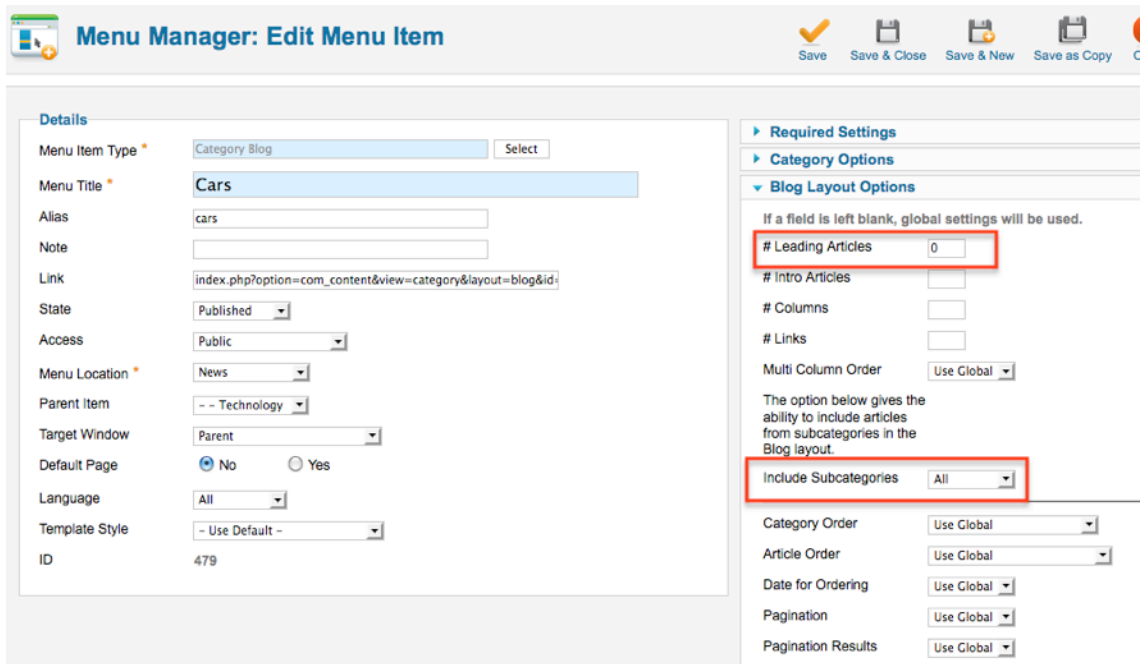 Menu Manager: Edit Menu Item
Save
Save & Close
Save & New
Save as Copy
Details
Menu Item Type *
Category Blog
Select
Menu Title *
Cars
Alias
cars
Note
Link
index.php?option=com_content&view=category&layout=blog&id=
State
Published
Access
Public
Menu Location *
News
Parent Item
- - Technology
Target Window
Parent
Default Page
No
Yes
Language
All
Template Style
- Use Default -
ID
479
Required Settings
Category Options
Blog Layout Options
If a field is left blank, global settings will be used.
# Leading Articles
0
# Intro Articles
# Columns
# Links
Multi Column Order
Use Global
The option below gives the
ability to include articles
from subcategories in the
Blog layout.
Include Subcategories
All
Category Order
Use Global
Article Order
Use Global
Date for Ordering
Use Global
Pagination
Use Global
Pagination Results
Use Global